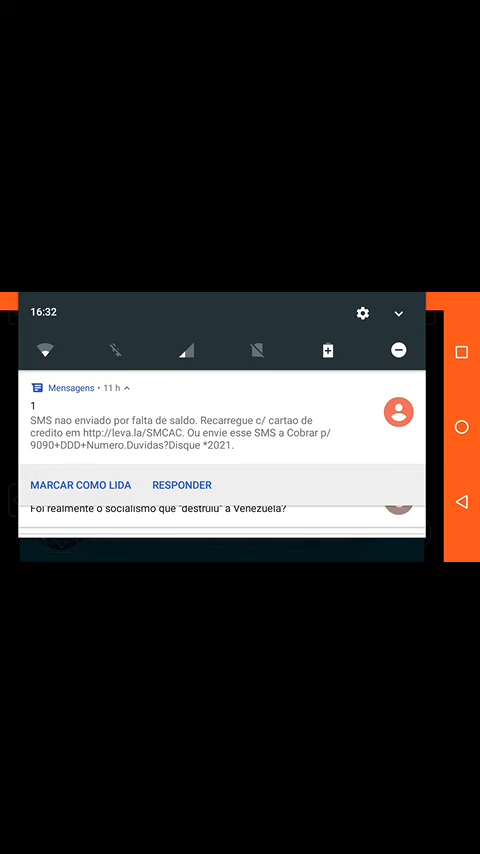 16:32
Mensagens • 11 h
1
SMS nao enviado por falta de saldo. Recarregue c/ cartao de
credito em http://leva.la/SMCAC. Ou envie esse SMS a Cobrar p/
9090+DDD+Numero.Duvidas?Disque *2021.
MARCAR COMO LIDA RESPONDER
Foi realmente o socialismo que "destruiu" a Venezuela?